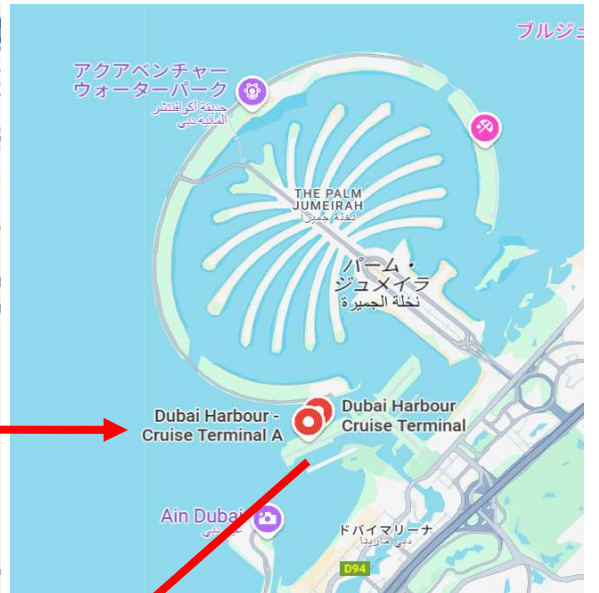 ブルジュ
アクアベンチャー
ウォーターパーク
حديقة أكوافنتشر
المائية دبي
THE PALM
JUMEIRAH
نخلة جميرا
パーム・
ジュメイラ
نخلة الجميرة
Dubai Harbour -
Cruise Terminal A
Dubai Harbour
Cruise Terminal
Ain Dubai
عين دبي
ドバイマリーナ
دبي مارينا
D94